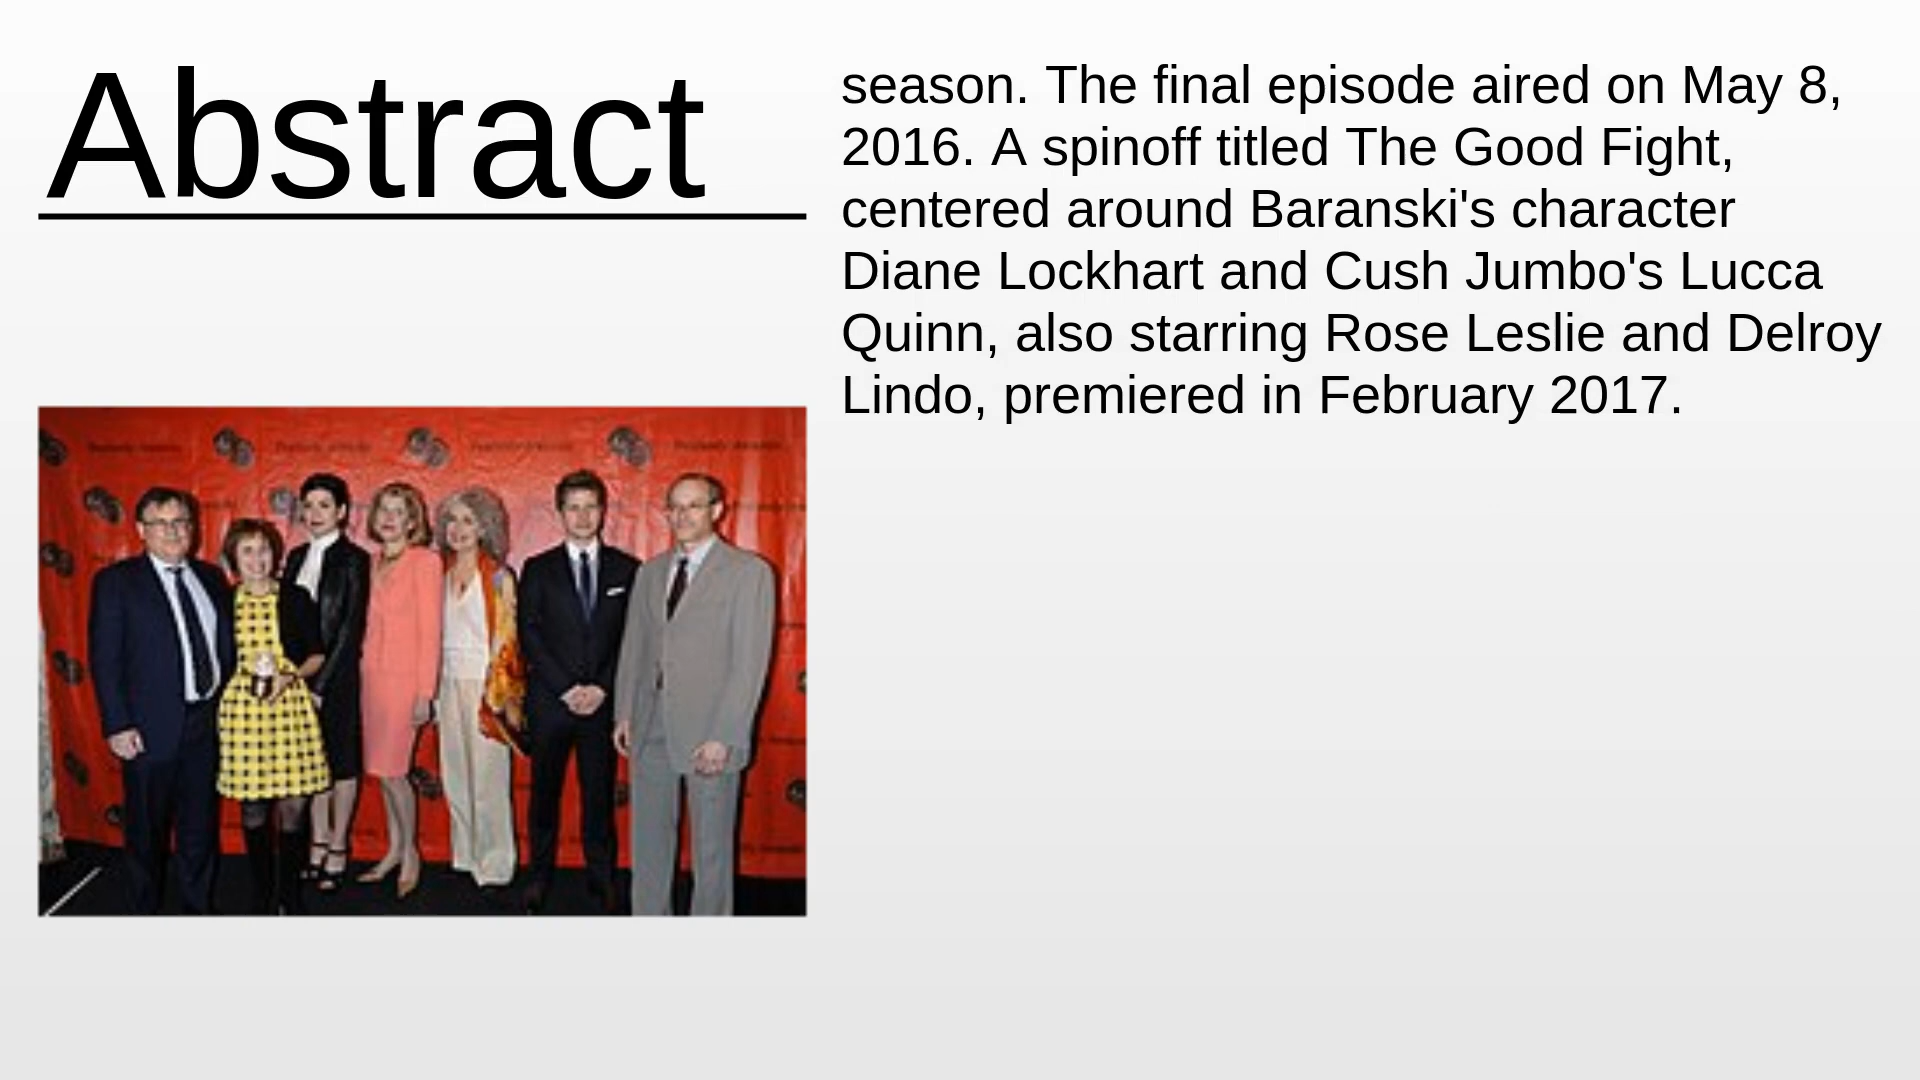 Abstract
season. The final episode aired on May 8,
2016. A spinoff titled The Good Fight,
centered around Baranski's character
Diane Lockhart and Cush Jumbo's Lucca
Quinn, also starring Rose Leslie and Delroy
Lindo, premiered in February 2017.